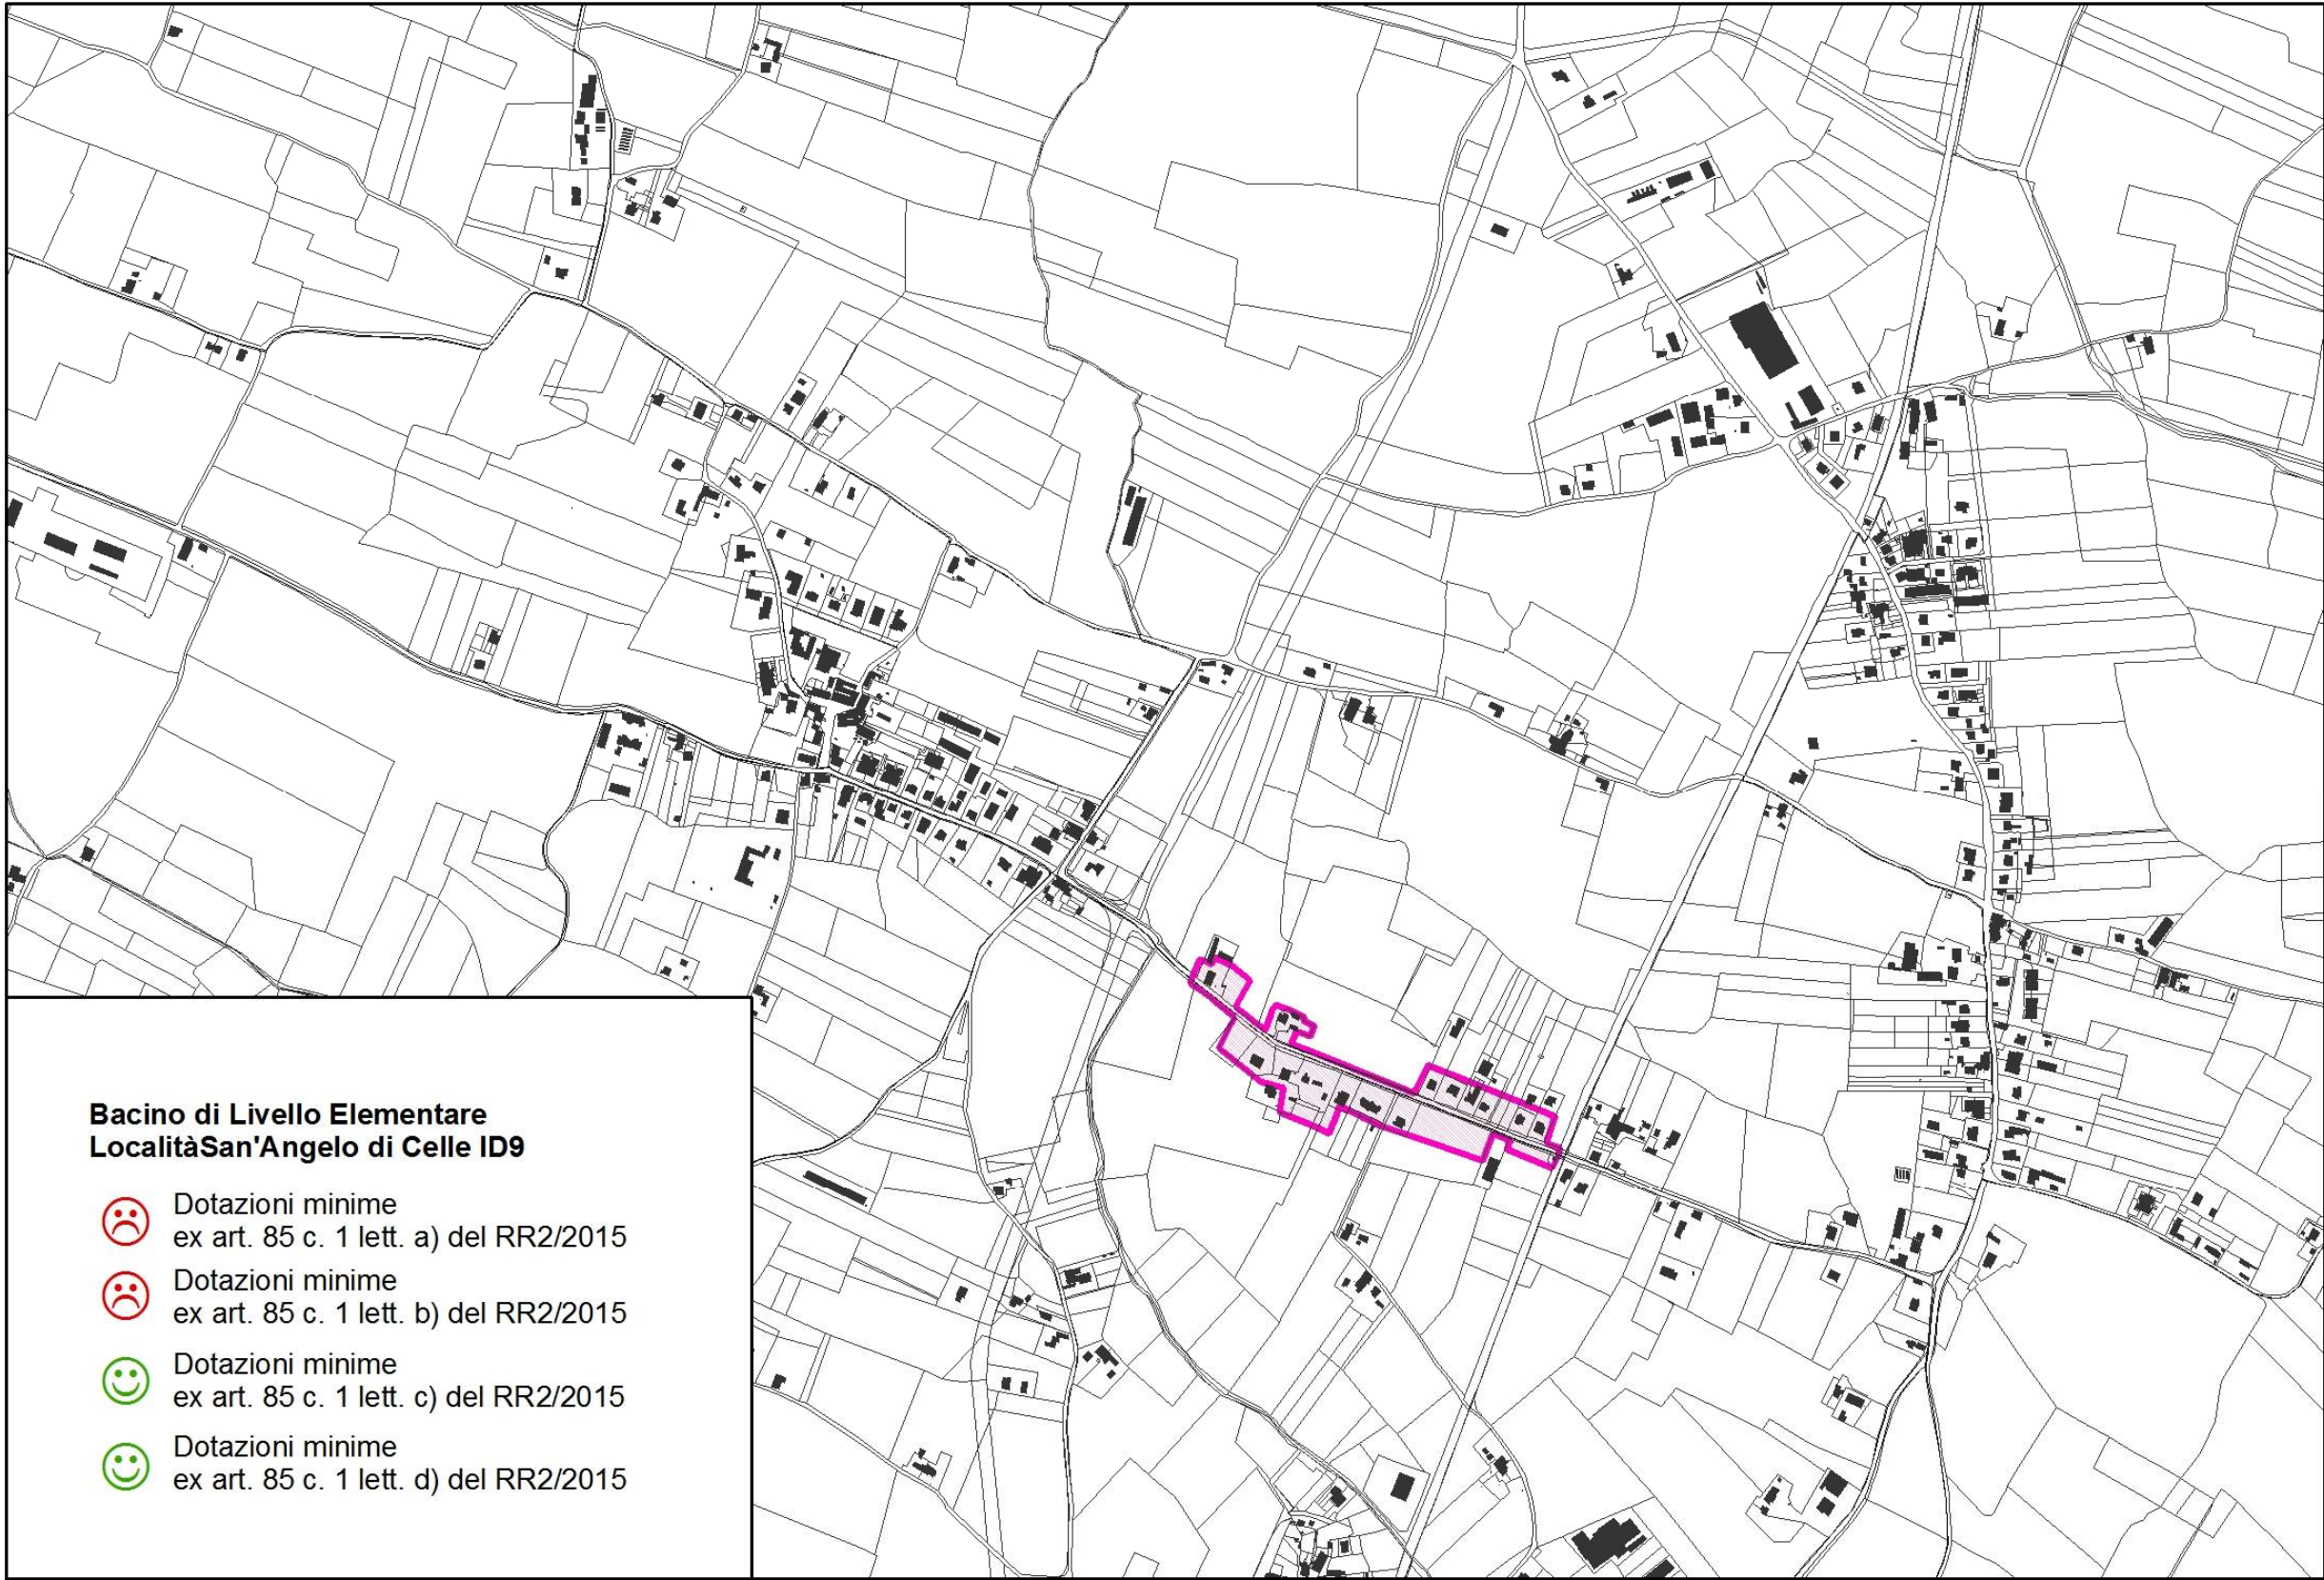 Bacino di Livello Elementare
LocalitàSan'Angelo di Celle ID9
Dotazioni minime
ex art. 85 c. 1 lett. a) del RR2/2015
Dotazioni minime
ex art. 85 c. 1 lett. b) del RR2/2015
Dotazioni minime
ex art. 85 c. 1 lett. c) del RR2/2015
Dotazioni minime
ex art. 85 c. 1 lett. d) del RR2/2015